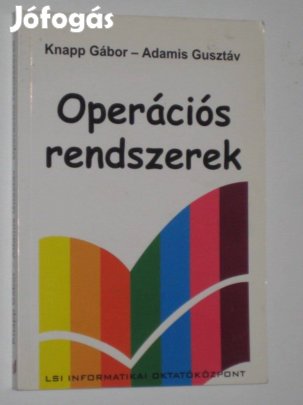 Jófogás
Knapp Gábor – Adamis Gusztáv
Operációs
rendszerek
LSI INFORMATIKAI OKTATÓKÖZPONT